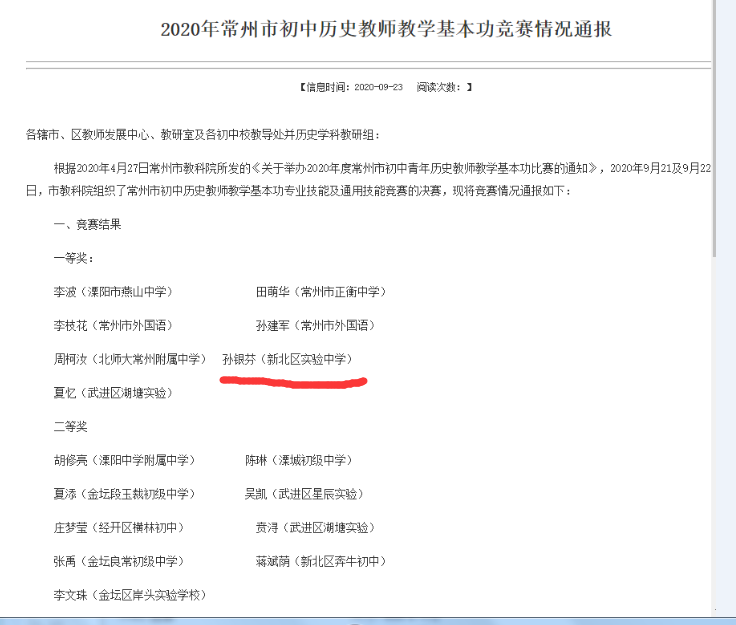 2020年常州市初中历史教师教学基本功竞赛情况通报
【信息时间：2020-09-23 阅读次数：】
各辖市、区教师发展中心、教研室及各初中校教导处并历史学科教研组：
根据2020年4月27日常州市教科院所发的《关于举办2020年度常州市初中青年历史教师教学基本功比赛的通知》，2020年9月21及9月22
日，市教科院组织了常州市初中历史教师教学基本功专业技能及通用技能竞赛的决赛，现将竞赛情况通报如下：
一、竞赛结果
一等奖：
李波（溧阳市燕山中学） 田萌华（常州市正衡中学）
李枝花（常州市外国语） 孙建军（常州市外国语）
周柯汝（北师大常州附属中学） 孙银芬（新北区实验中学）
夏忆（武进区湖塘实验）
二等奖
胡修亮（溧阳中学附属中学） 陈琳（溧城初级中学）
夏添（金坛段玉裁初级中学） 吴凯（武进区星辰实验）
庄梦莹（经开区横林初中） 贲浔（武进区湖塘实验）
张禹（金坛良常初级中学） 蒋斌荫（新北区奔牛初中）
李文珠（金坛区岸头实验学校）